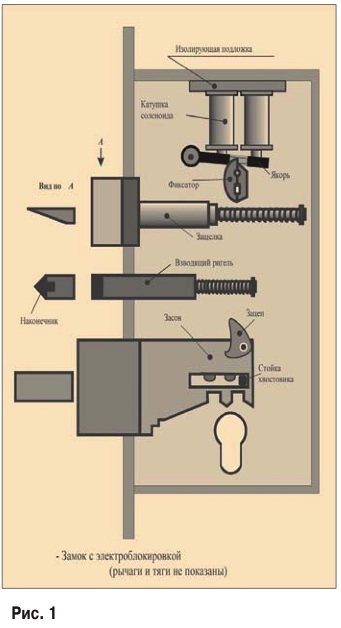 Изолирующая подложка
Катушка
соленоида
А
Якорь
Вид по А
Фиксатор
Защелка
Взводящий ригель
Наконечник
Засов
Зацеп
Стойка
хвостовика
- Замок с электроблокировкой
(рычаги и тяги не показаны)
Рис. 1